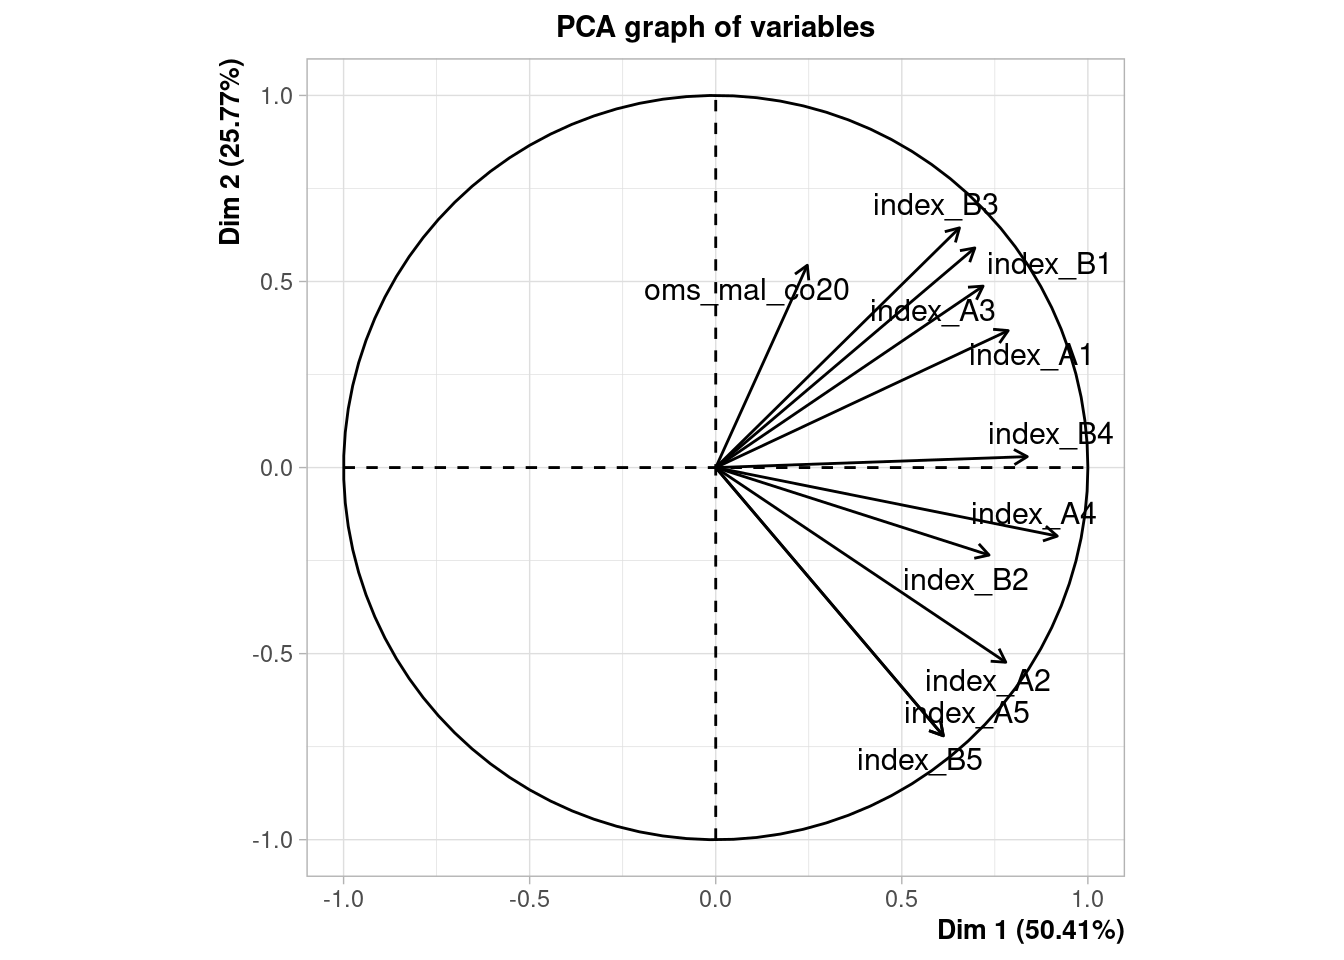 PCA graph of variables
Dim 2 (25.77%)
1.0
0.5
0.0
-0.5
-1.0
index_B3
index_B1
oms_mal_co20
index_A3
index_A1
index_B4
index_A4
index_B2
index_A2
index_A5
index_B5
-1.0 -0.5 0.0 0.5 1.0
Dim 1 (50.41%)